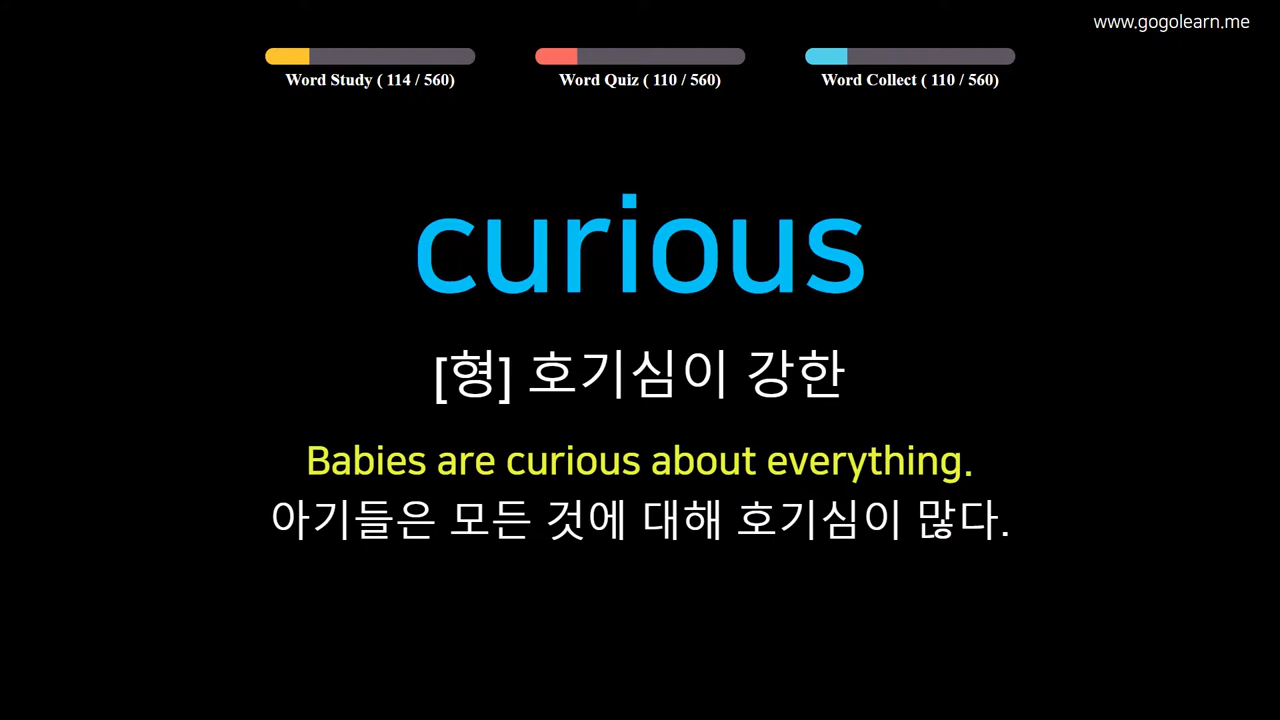 www.gogolearn.me
Word Study ( 114 / 560)
Word Quiz ( 110 / 560)
Word Collect ( 110 / 560)
curious
[형] 호기심이 강한
Babies are curious about everything.
아기들은 모든 것에 대해 호기심이 많다.